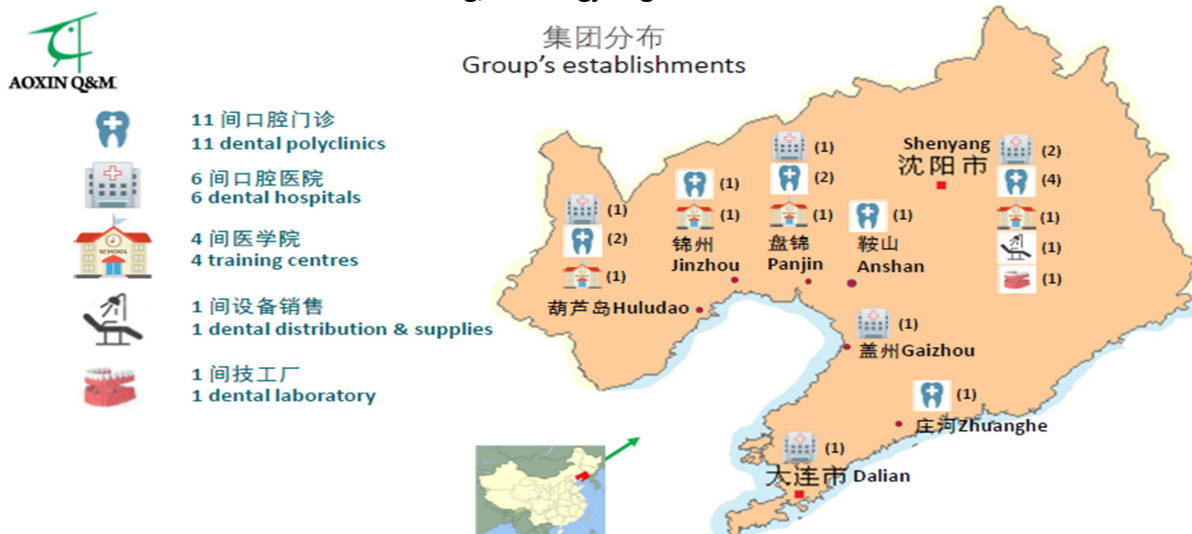 集团分布
Group's establishments
AOXIN Q&M
11 间口腔门诊
11 dental polyclinics
6 间口腔医院
6 dental hospitals
SCHOOL
4 间医学院
4 training centres
1 间设备销售
1 dental distribution & supplies
1 间技工厂
1 dental laboratory
(1)
(2)
(1)
葫芦岛Huludao
(1)
(1)
锦州
Jinzhou
(1)
(2)
(1)
盘锦
Panjin
(1)
鞍山
Anshan
Shenyang
沈阳市
(2)
(4)
(1)
(1)
(1)
(1)
盖州Gaizhou
(1)
庄河Zhuanghe
(1)
大连市 Dalian